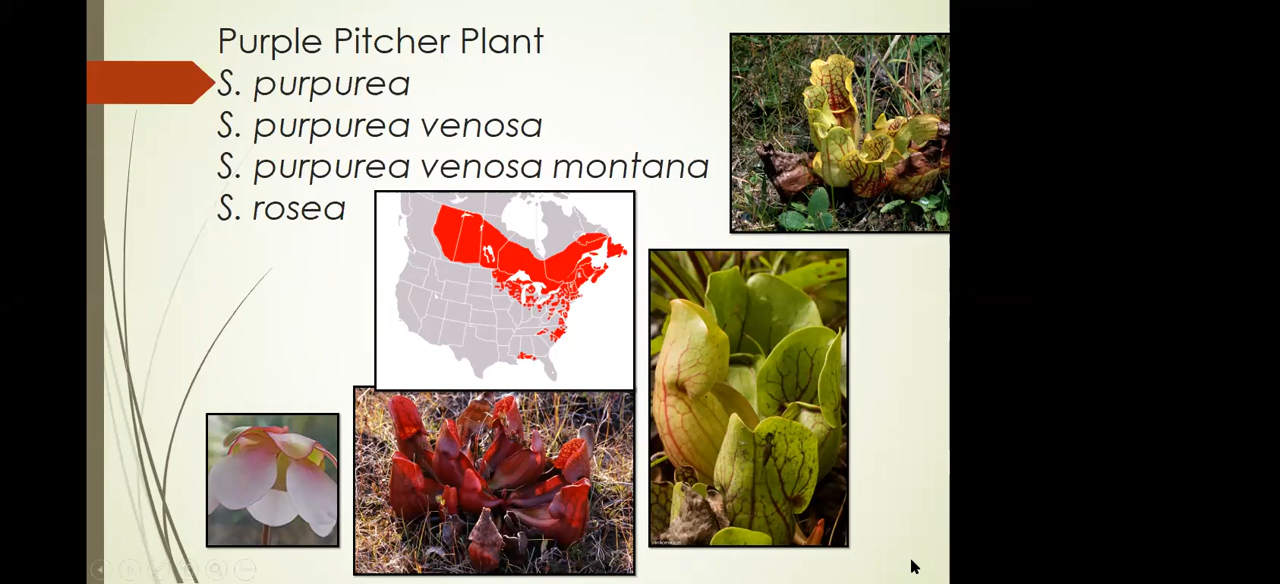 Purple Pitcher Plant
S. purpurea
S. purpurea venosa
S. purpurea venosa montana
S. rosea